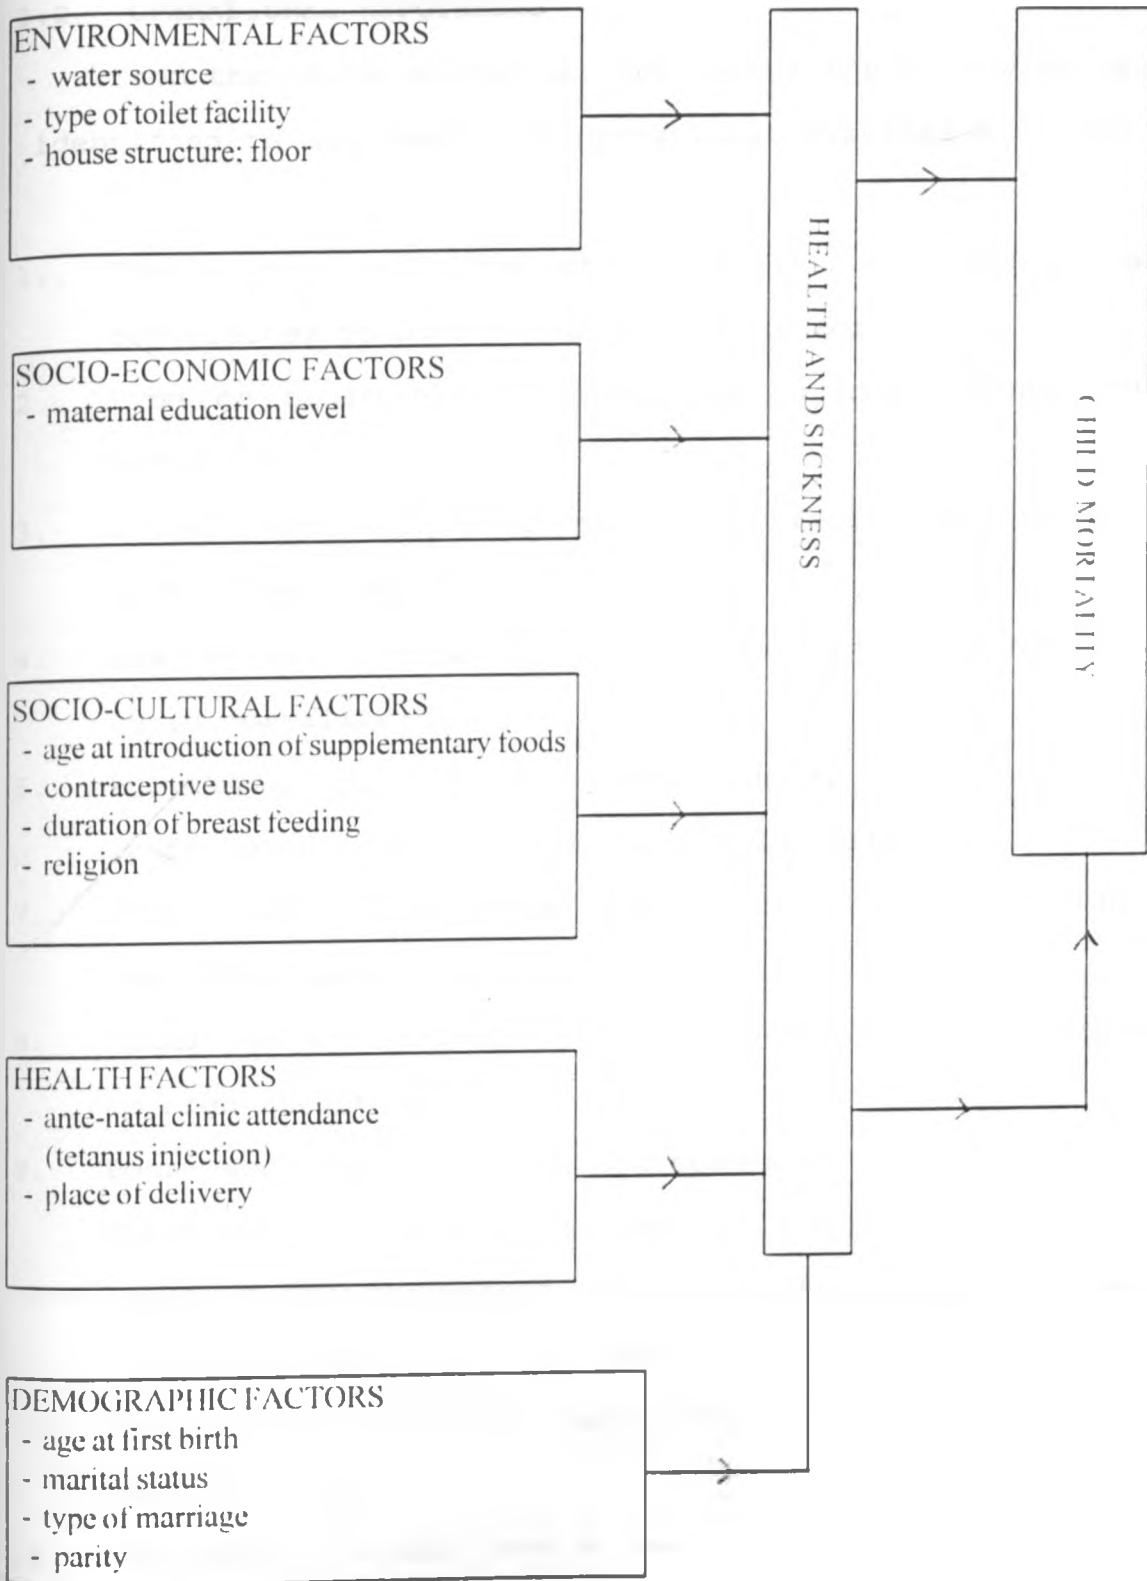 ENVIRONMENTAL FACTORS
- water source
- type of toilet facility
- house structure: floor
SOCIO-ECONOMIC FACTORS
- maternal education level
SOCIO-CULTURAL FACTORS
- age at introduction of supplementary foods
- contraceptive use
- duration of breast feeding
- religion
HEALTH FACTORS
- ante-natal clinic attendance
(tetanus injection)
- place of delivery
DEMOGRAPHIC FACTORS
- age at first birth
- marital status
- type of marriage
- parity
HEALTH AND SICKNESS
CHILD MORTALITY